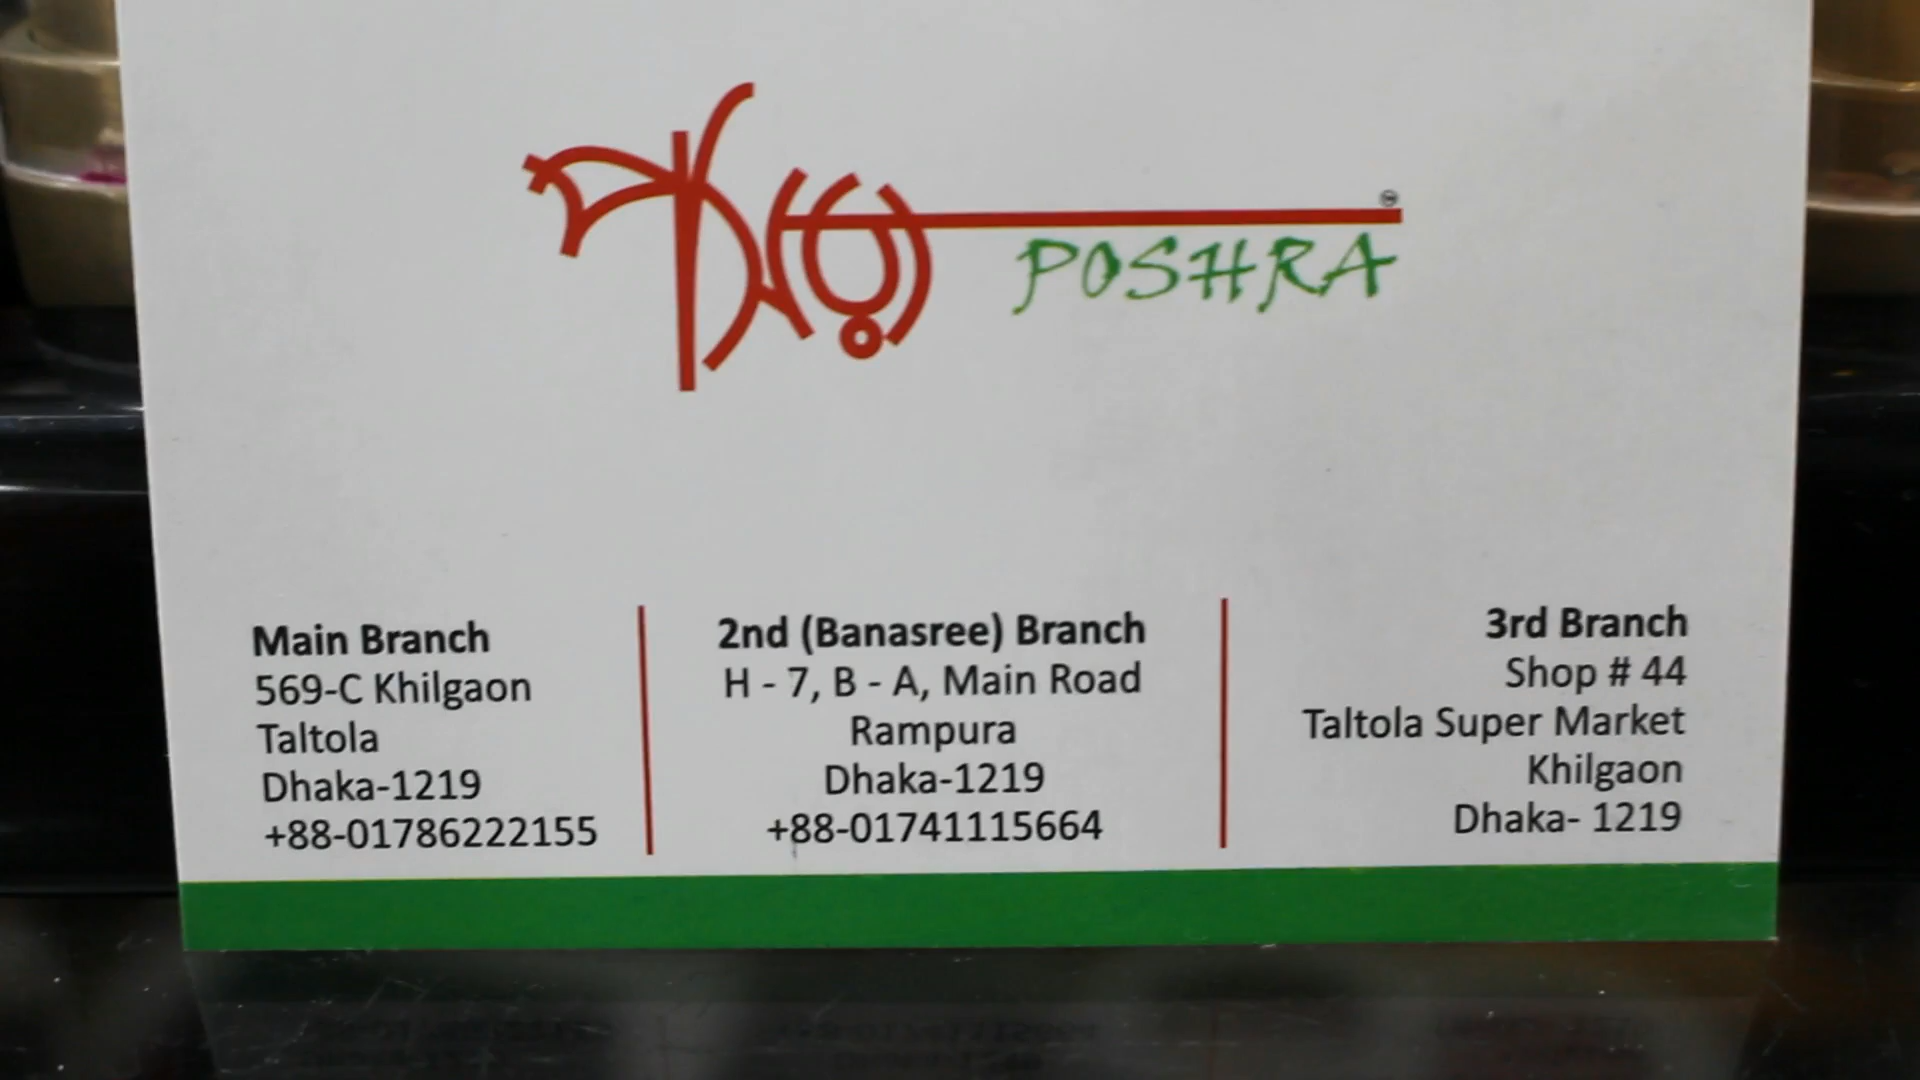 POSHRA
Main Branch
569-C Khilgaon
Taltola
Dhaka-1219
+88-01786222155
2nd (Banasree) Branch
H - 7, B - A, Main Road
Rampura
Dhaka-1219
+88-01741115664
3rd Branch
Shop # 44
Taltola Super Market
Khilgaon
Dhaka- 1219